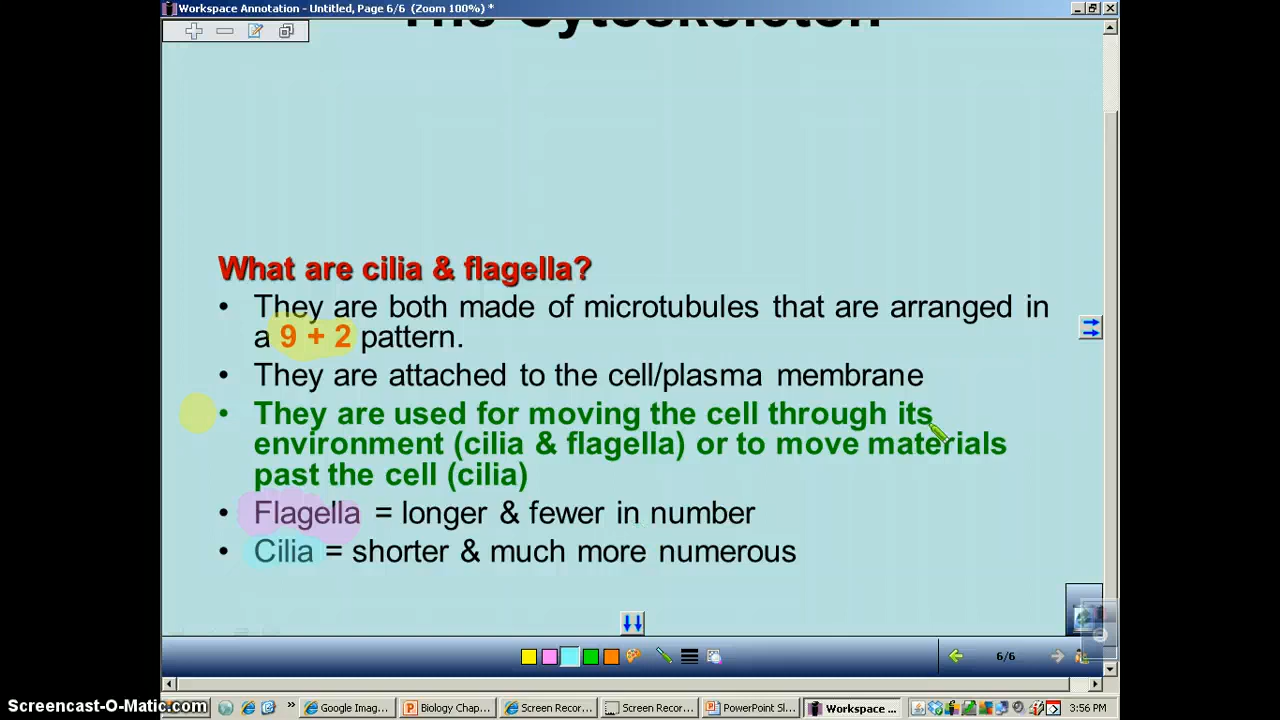 Workspace Annotation - Untitled, Page 6/6 (Zoom 100%) *
The Cytoskeleton
What are cilia & flagella?
• They are both made of microtubules that are arranged in
a 9 + 2 pattern.
• They are attached to the cell/plasma membrane
• They are used for moving the cell through its
environment (cilia & flagella) or to move materials
past the cell (cilia)
• Flagella = longer & fewer in number
• Cilia = shorter & much more numerous
6/6
Screencast-O-Matic.com
»
Google Imag...
Biology Chap...
Screen Recor...
Screen Recor...
PowerPoint Sl...
Workspace ...
3:56 PM